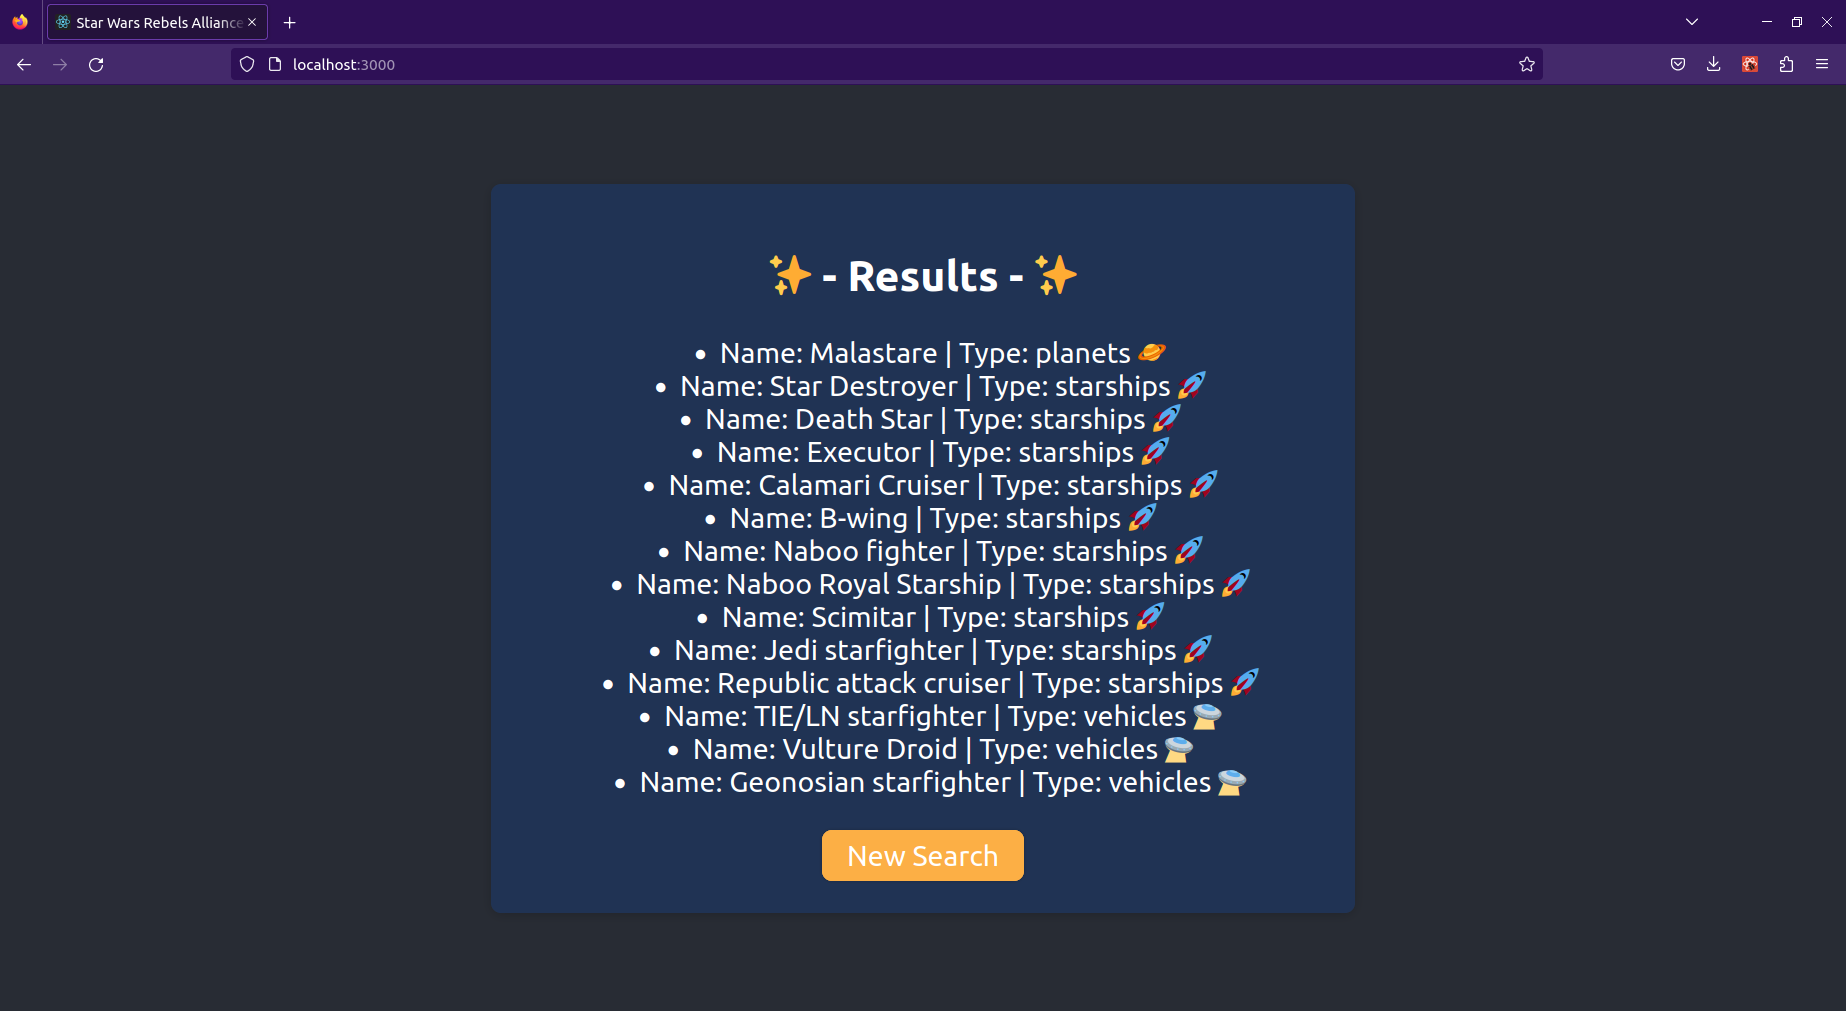 Star Wars Rebels Alliance
localhost:3000
✨ - Results - ✨
• Name: Malastare | Type: planets 🪐
• Name: Star Destroyer | Type: starships 🚀
• Name: Death Star | Type: starships 🚀
• Name: Executor | Type: starships 🚀
• Name: Calamari Cruiser | Type: starships 🚀
• Name: B-wing | Type: starships 🚀
• Name: Naboo fighter | Type: starships 🚀
• Name: Naboo Royal Starship | Type: starships 🚀
• Name: Scimitar | Type: starships 🚀
• Name: Jedi starfighter | Type: starships 🚀
• Name: Republic attack cruiser | Type: starships 🚀
• Name: TIE/LN starfighter | Type: vehicles 🛸
• Name: Vulture Droid | Type: vehicles 🛸
• Name: Geonosian starfighter | Type: vehicles 🛸
New Search